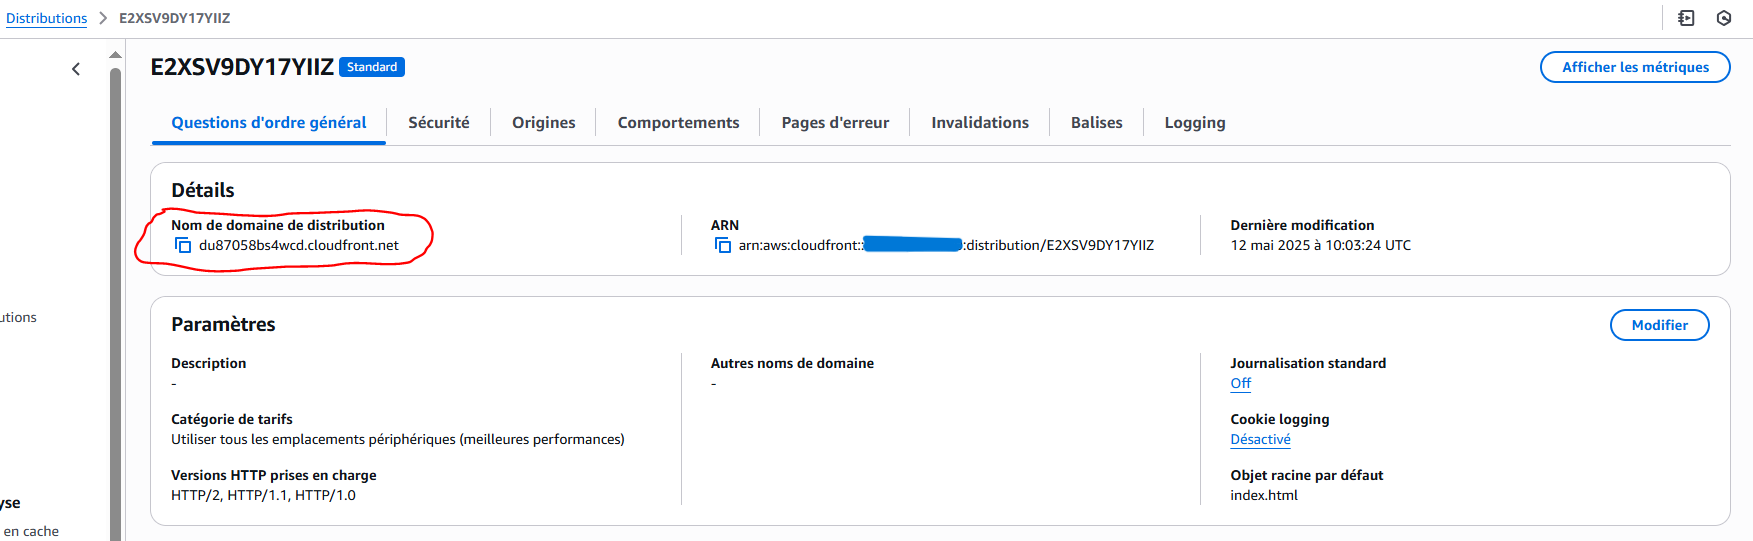 Distributions > E2XSV9DY17YIIZ
E2XSV9DY17YIIZ Standard
Afficher les métriques
Questions d'ordre général Sécurité Origines Comportements Pages d'erreur Invalidations Balises Logging
Détails
Nom de domaine de distribution
du87058bs4wcd.cloudfront.net
ARN
arn:aws:cloudfront:: :distribution/E2XSV9DY17YIIZ
Dernière modification
12 mai 2025 à 10:03:24 UTC
utions
Paramètres
Modifier
Description
-
Catégorie de tarifs
Utiliser tous les emplacements périphériques (meilleures performances)
Versions HTTP prises en charge
HTTP/2, HTTP/1.1, HTTP/1.0
Autres noms de domaine
-
Journalisation standard
Off
Cookie logging
Désactivé
Objet racine par défaut
index.html
yse
en cache